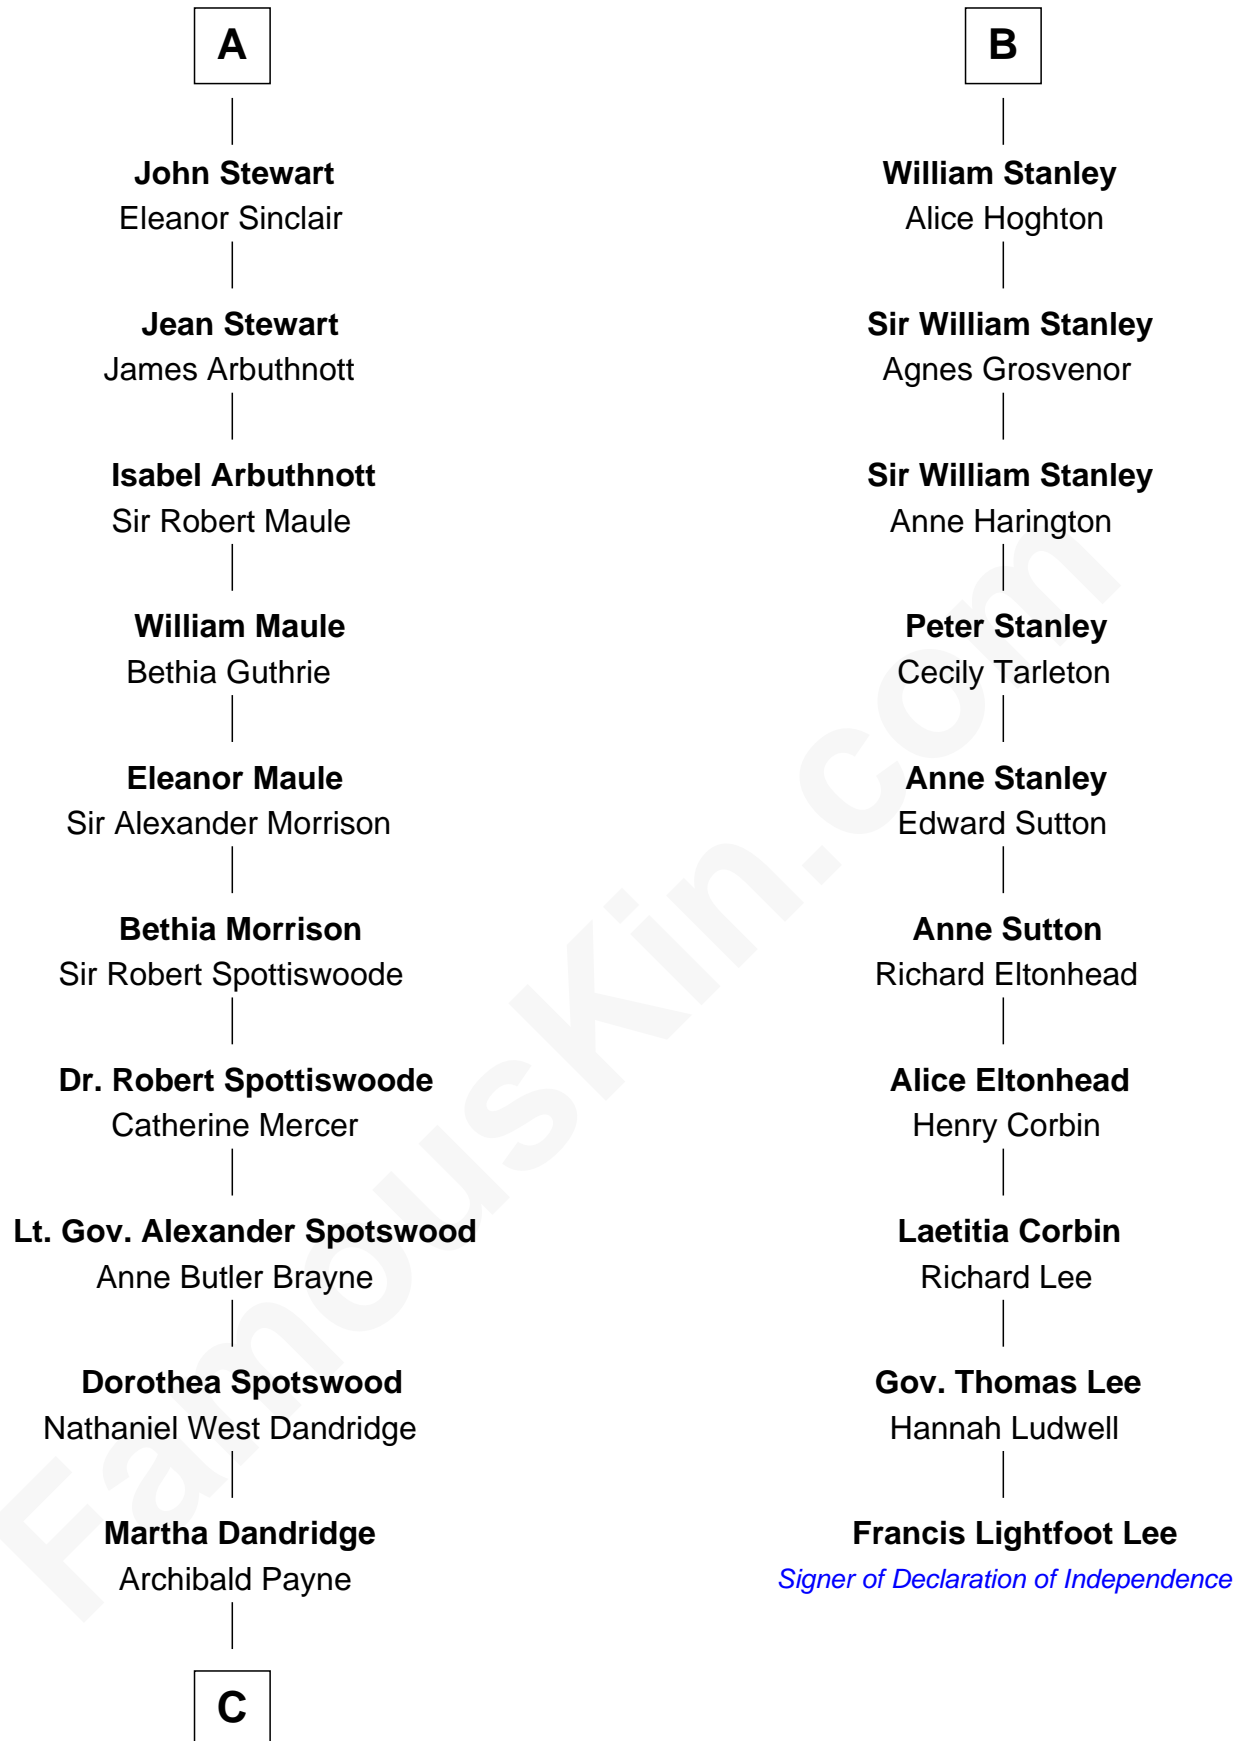 A
John Stewart
Eleanor Sinclair
Jean Stewart
James Arbuthnott
Isabel Arbuthnott
Sir Robert Maule
William Maule
Bethia Guthrie
Eleanor Maule
Sir Alexander Morrison
Bethia Morrison
Sir Robert Spottiswoode
Dr. Robert Spottiswoode
Catherine Mercer
Lt. Gov. Alexander Spotswood
Anne Butler Brayne
Dorothea Spotswood
Nathaniel West Dandridge
Martha Dandridge
Archibald Payne
C
B
William Stanley
Alice Hoghton
Sir William Stanley
Agnes Grosvenor
Sir William Stanley
Anne Harington
Peter Stanley
Cecily Tarleton
Anne Stanley
Edward Sutton
Anne Sutton
Richard Eltonhead
Alice Eltonhead
Henry Corbin
Laetitia Corbin
Richard Lee
Gov. Thomas Lee
Hannah Ludwell
Francis Lightfoot Lee
Signer of Declaration of Independence
FamousKin.com